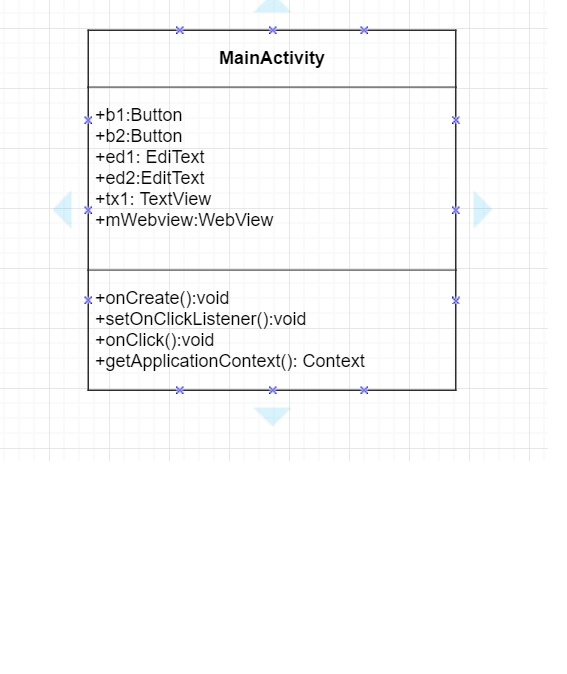 MainActivity
+b1:Button
+b2:Button
+ed1: EdiText
+ed2:EditText
+tx1: TextView
+mWebview:WebView
+onCreate():void
+setOnClickListener():void
+onClick():void
+getApplicationContext(): Context